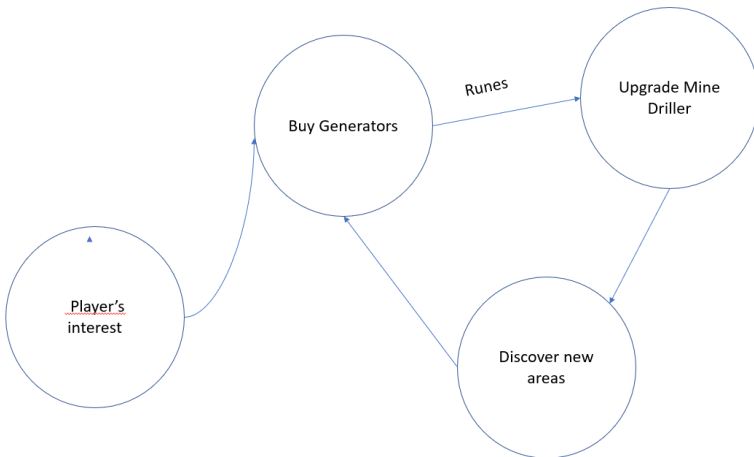 Buy Generators
Runes
Upgrade Mine
Driller
Player's
interest
Discover new
areas